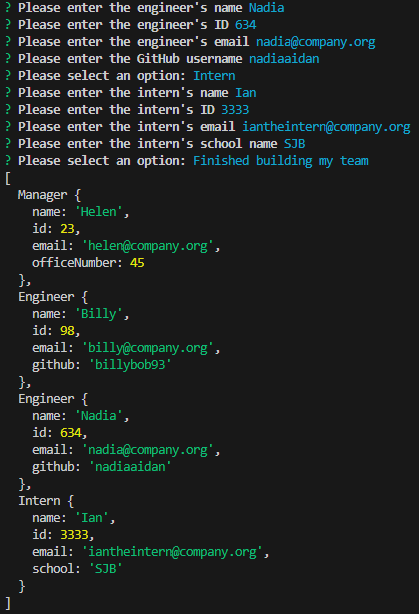 ? Please enter the engineer's name Nadia
? Please enter the engineer's ID 634
? Please enter the engineer's email nadia@company.org
? Please enter the GitHub username nadiaaidan
? Please select an option: Intern
? Please enter the intern's name Ian
? Please enter the intern's ID 3333
? Please enter the intern's email iantheintern@company.org
? Please enter the intern's school name SJB
? Please select an option: Finished building my team
[
  Manager {
    name: 'Helen',
    id: 23,
    email: 'helen@company.org',
    officeNumber: 45
  },
  Engineer {
    name: 'Billy',
    id: 98,
    email: 'billy@company.org',
    github: 'billybob93'
  },
  Engineer {
    name: 'Nadia',
    id: 634,
    email: 'nadia@company.org',
    github: 'nadiaaidan'
  },
  Intern {
    name: 'Ian',
    id: 3333,
    email: 'iantheintern@company.org',
    school: 'SJB'
  }
]